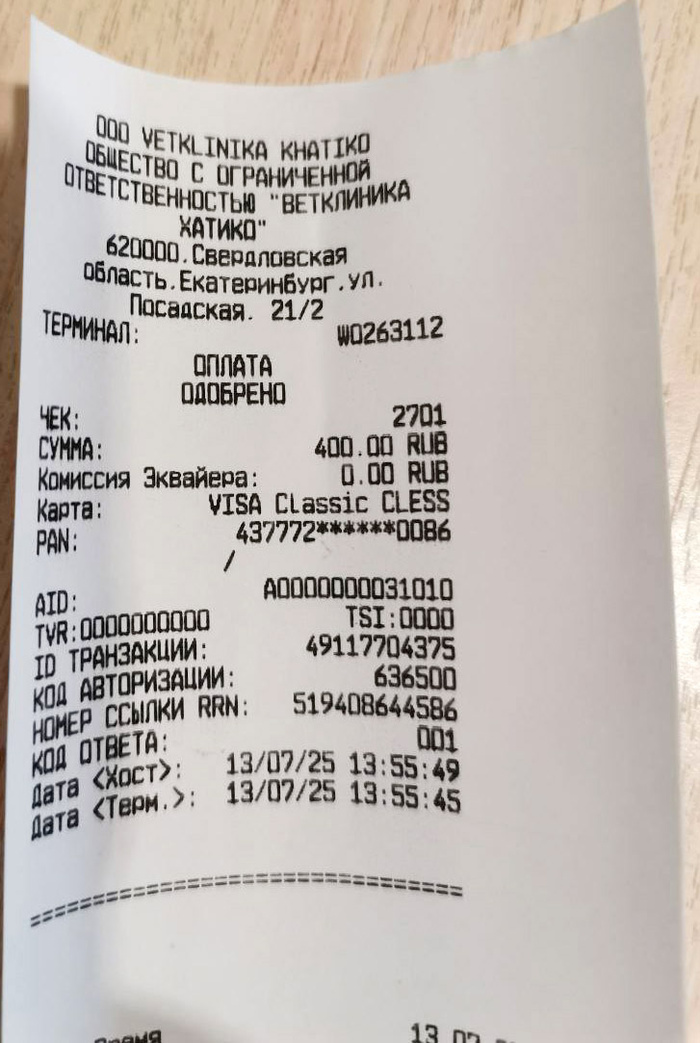 ООО VETKLINIKA KHATIKO
ОБЩЕСТВО С ОГРАНИЧЕННОЙ
ОТВЕТСТВЕННОСТЬЮ "ВЕТКЛИНИКА
ХАТИКО"
620000.Свердловская
область.Екатеринбург.ул.
Посадская. 21/2
ТЕРМИНАЛ: W0263112
ОПЛАТА
ОДОБРЕНО
ЧЕК: 2701
СУММА: 400.00 RUB
Комиссия Эквайера: 0.00 RUB
Карта: VISA Classic CLESS
PAN: 437772******0086
/
AID: A0000000031010
TVR:0000000000 TSI:0000
ID ТРАНЗАКЦИИ: 49117704375
КОД АВТОРИЗАЦИИ: 636500
НОМЕР ССЫЛКИ RRN: 519408644586
КОД ОТВЕТА: 001
Дата <Хост>: 13/07/25 13:55:49
Дата <Терм.>: 13/07/25 13:55:45
================================